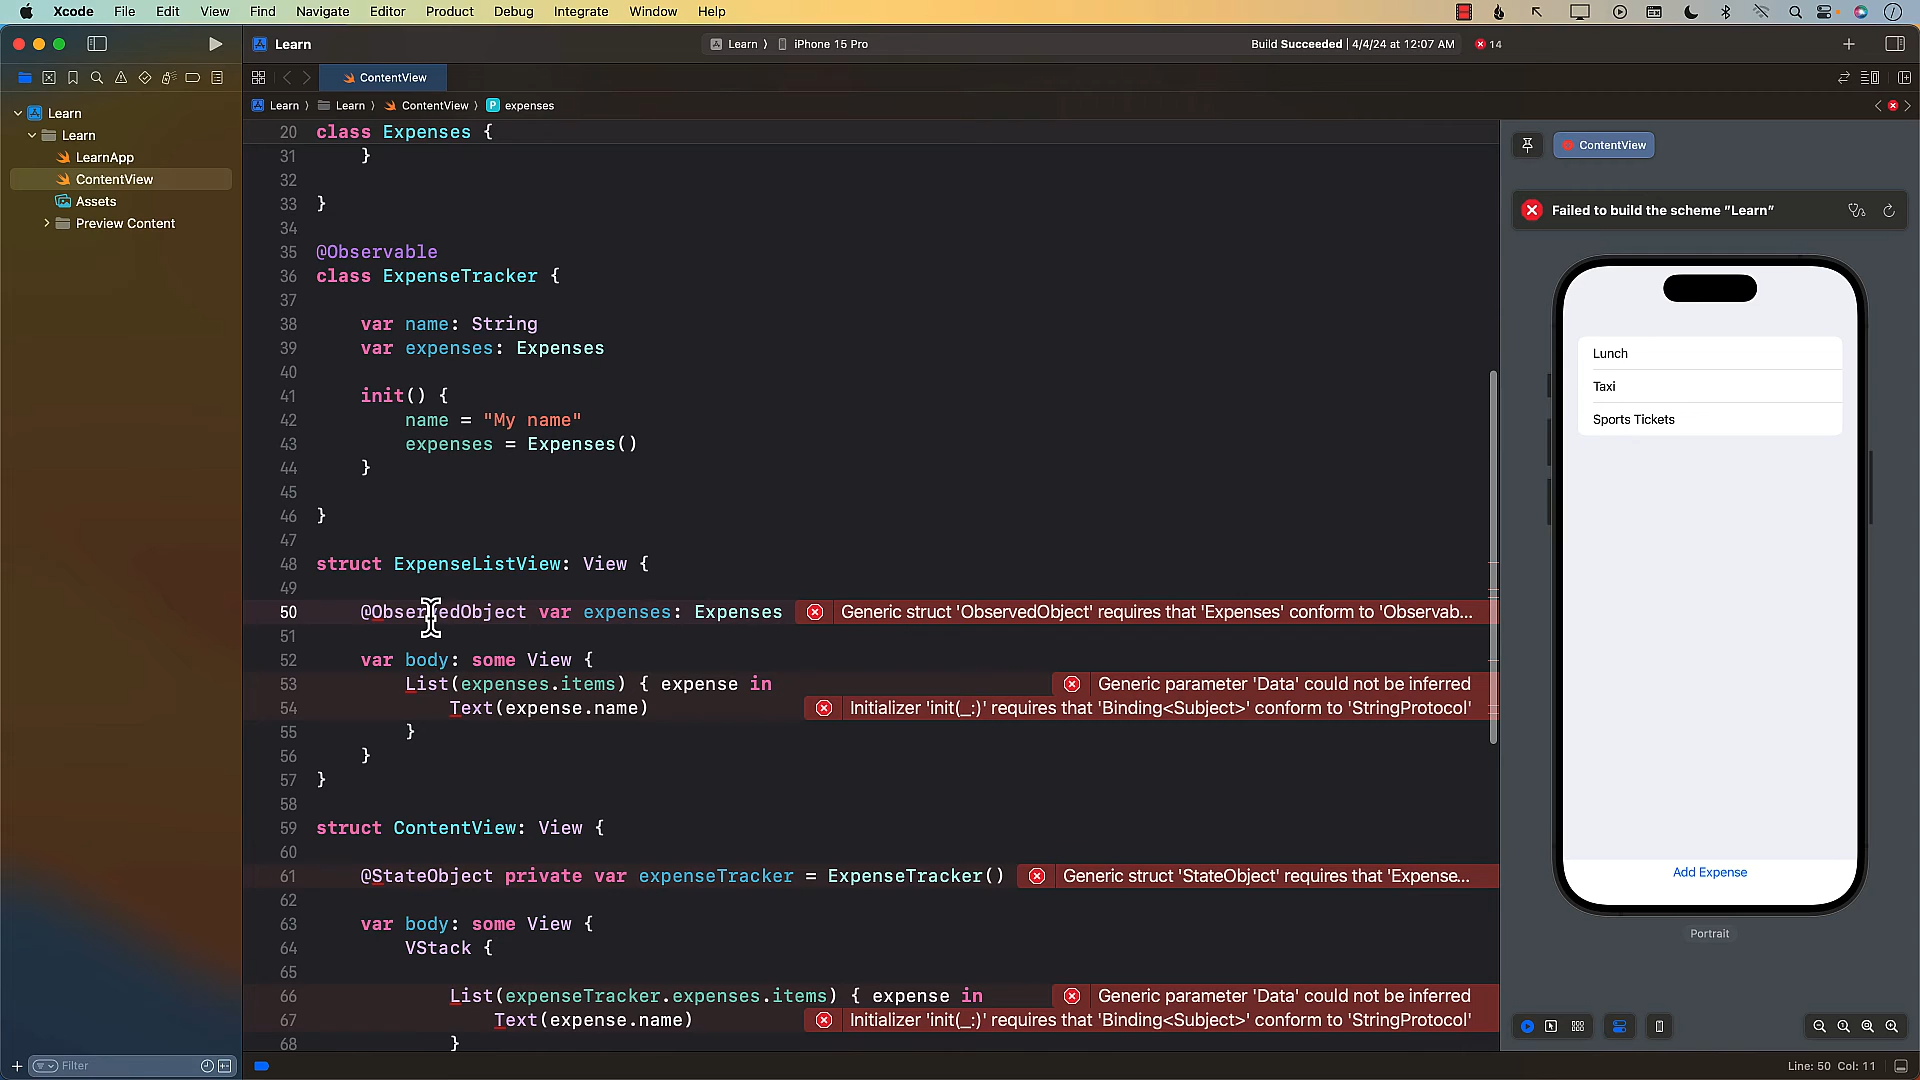 Xcode File Edit View Find Navigate Editor Product Debug Integrate Window Help
Learn
Learn 〉 iPhone 15 Pro
Build Succeeded | 4/4/24 at 12:07 AM
14
ContentView
Learn 〉 Learn 〉 ContentView 〉 P expenses
Learn
Learn
LearnApp
ContentView
Assets
Preview Content
20 class Expenses {
31 }
32
33 }
34
35 @Observable
36 class ExpenseTracker {
37
38 var name: String
39 var expenses: Expenses
40
41 init() {
42 name = "My name"
43 expenses = Expenses()
44 }
45
46 }
47
48 struct ExpenseListView: View {
49
50 @ObservedObject var expenses: Expenses Generic struct 'ObservedObject' requires that 'Expenses' conform to 'Observab...
51
52 var body: some View {
53 List(expenses.items) { expense in Generic parameter 'Data' could not be inferred
54 Text(expense.name) Initializer 'init(_:)' requires that 'Binding<Subject>' conform to 'StringProtocol'
55 }
56 }
57 }
58
59 struct ContentView: View {
60
61 @StateObject private var expenseTracker = ExpenseTracker() Generic struct 'StateObject' requires that 'Expense...
62
63 var body: some View {
64 VStack {
65
66 List(expenseTracker.expenses.items) { expense in Generic parameter 'Data' could not be inferred
67 Text(expense.name) Initializer 'init(_:)' requires that 'Binding<Subject>' conform to 'StringProtocol'
68 }
ContentView
Failed to build the scheme "Learn"
Lunch
Taxi
Sports Tickets
Add Expense
Portrait
Filter
Line: 50 Col: 11